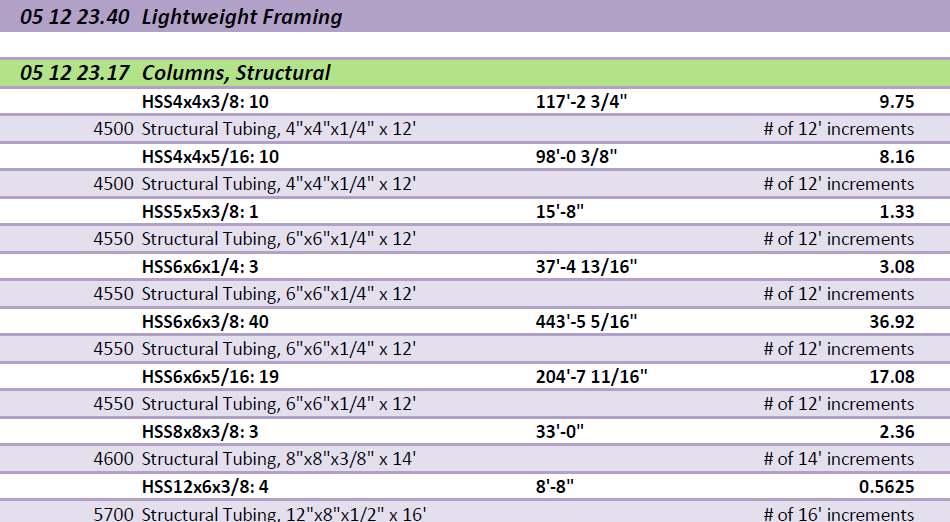 05 12 23.40 Lightweight Framing
05 12 23.17 Columns, Structural
HSS4x4x3/8: 10 117'-2 3/4" 9.75
4500 Structural Tubing, 4"x4"x1/4" x 12' # of 12' increments
HSS4x4x5/16: 10 98'-0 3/8" 8.16
4500 Structural Tubing, 4"x4"x1/4" x 12' # of 12' increments
HSS5x5x3/8: 1 15'-8" 1.33
4550 Structural Tubing, 6"x6"x1/4" x 12' # of 12' increments
HSS6x6x1/4: 3 37'-4 13/16" 3.08
4550 Structural Tubing, 6"x6"x1/4" x 12' # of 12' increments
HSS6x6x3/8: 40 443'-5 5/16" 36.92
4550 Structural Tubing, 6"x6"x1/4" x 12' # of 12' increments
HSS6x6x5/16: 19 204'-7 11/16" 17.08
4550 Structural Tubing, 6"x6"x1/4" x 12' # of 12' increments
HSS8x8x3/8: 3 33'-0" 2.36
4600 Structural Tubing, 8"x8"x3/8" x 14' # of 14' increments
HSS12x6x3/8: 4 8'-8" 0.5625
5700 Structural Tubing, 12"x8"x1/2" x 16' # of 16' increments